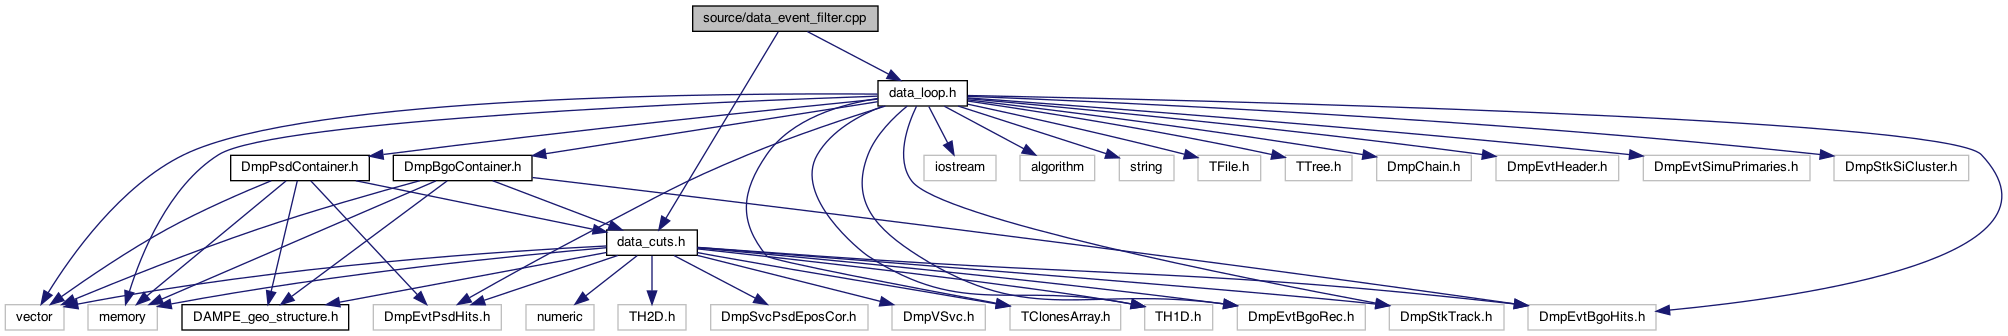 source/data_event_filter.cpp
data_loop.h
DmpPsdContainer.h
DmpBgoContainer.h
iostream
algorithm
string
TFile.h
TTree.h
DmpChain.h
DmpEvtHeader.h
DmpEvtSimuPrimaries.h
DmpStkSiCluster.h
data_cuts.h
vector
memory
DAMPE_geo_structure.h
DmpEvtPsdHits.h
numeric
TH2D.h
DmpSvcPsdEposCor.h
DmpVSvc.h
TClonesArray.h
TH1D.h
DmpEvtBgoRec.h
DmpStkTrack.h
DmpEvtBgoHits.h